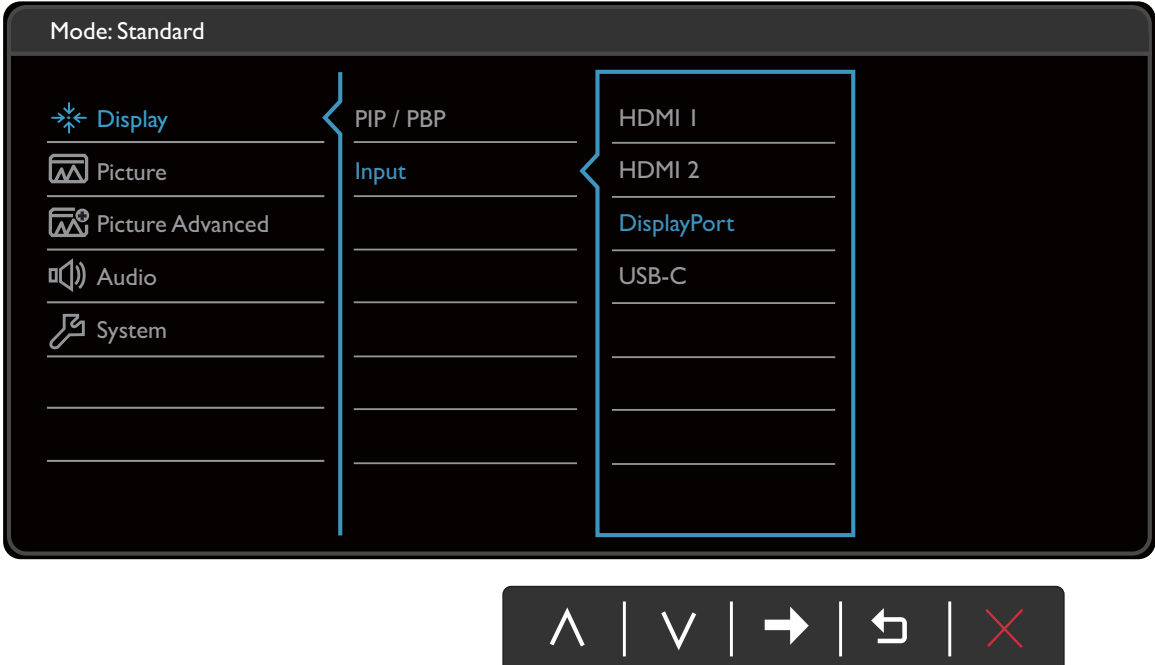 Mode: Standard
Display
Picture
Picture Advanced
Audio
System
PIP / PBP
Input
HDMI 1
HDMI 2
DisplayPort
USB-C